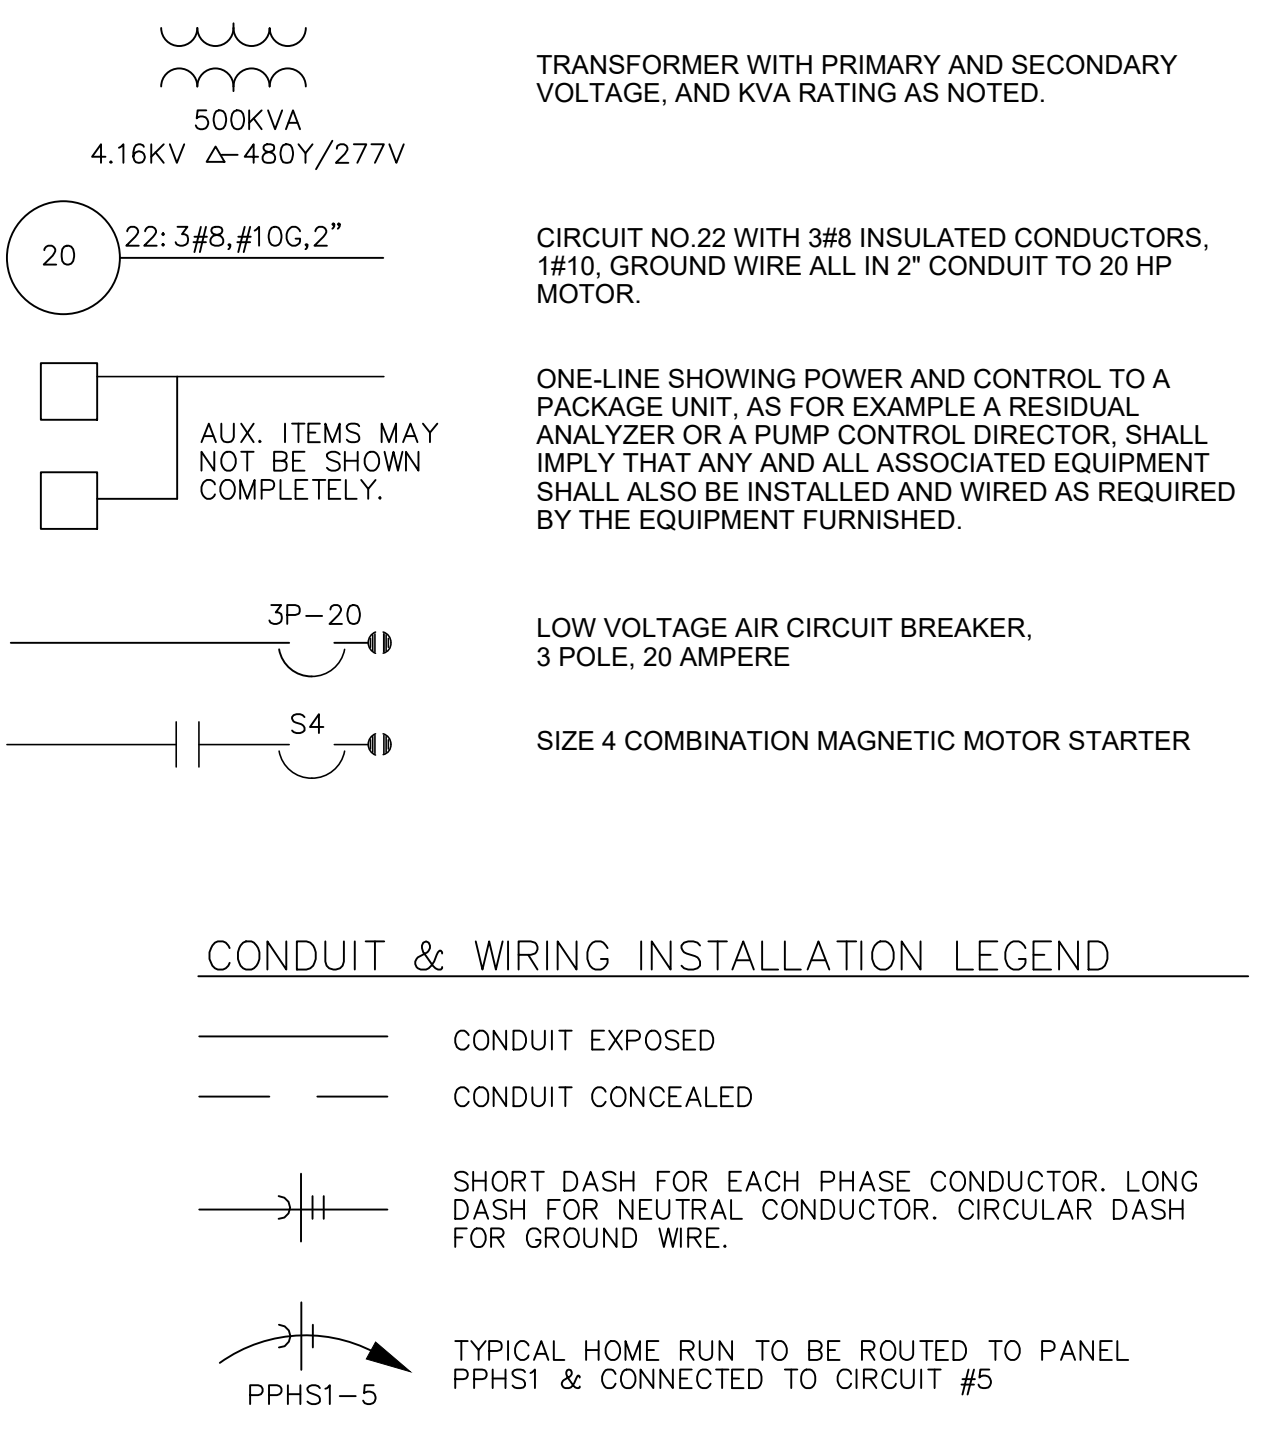 TRANSFORMER WITH PRIMARY AND SECONDARY
VOLTAGE, AND KVA RATING AS NOTED.
500KVA
4.16KV Δ-480Y/277V
20
22: 3#8,#10G,2”
CIRCUIT NO.22 WITH 3#8 INSULATED CONDUCTORS,
1#10, GROUND WIRE ALL IN 2" CONDUIT TO 20 HP
MOTOR.
AUX. ITEMS MAY
NOT BE SHOWN
COMPLETELY.
ONE-LINE SHOWING POWER AND CONTROL TO A
PACKAGE UNIT, AS FOR EXAMPLE A RESIDUAL
ANALYZER OR A PUMP CONTROL DIRECTOR, SHALL
IMPLY THAT ANY AND ALL ASSOCIATED EQUIPMENT
SHALL ALSO BE INSTALLED AND WIRED AS REQUIRED
BY THE EQUIPMENT FURNISHED.
3P-20
LOW VOLTAGE AIR CIRCUIT BREAKER,
3 POLE, 20 AMPERE
S4
SIZE 4 COMBINATION MAGNETIC MOTOR STARTER
CONDUIT & WIRING INSTALLATION LEGEND
CONDUIT EXPOSED
CONDUIT CONCEALED
SHORT DASH FOR EACH PHASE CONDUCTOR. LONG
DASH FOR NEUTRAL CONDUCTOR. CIRCULAR DASH
FOR GROUND WIRE.
PPHS1-5
TYPICAL HOME RUN TO BE ROUTED TO PANEL
PPHS1 & CONNECTED TO CIRCUIT #5